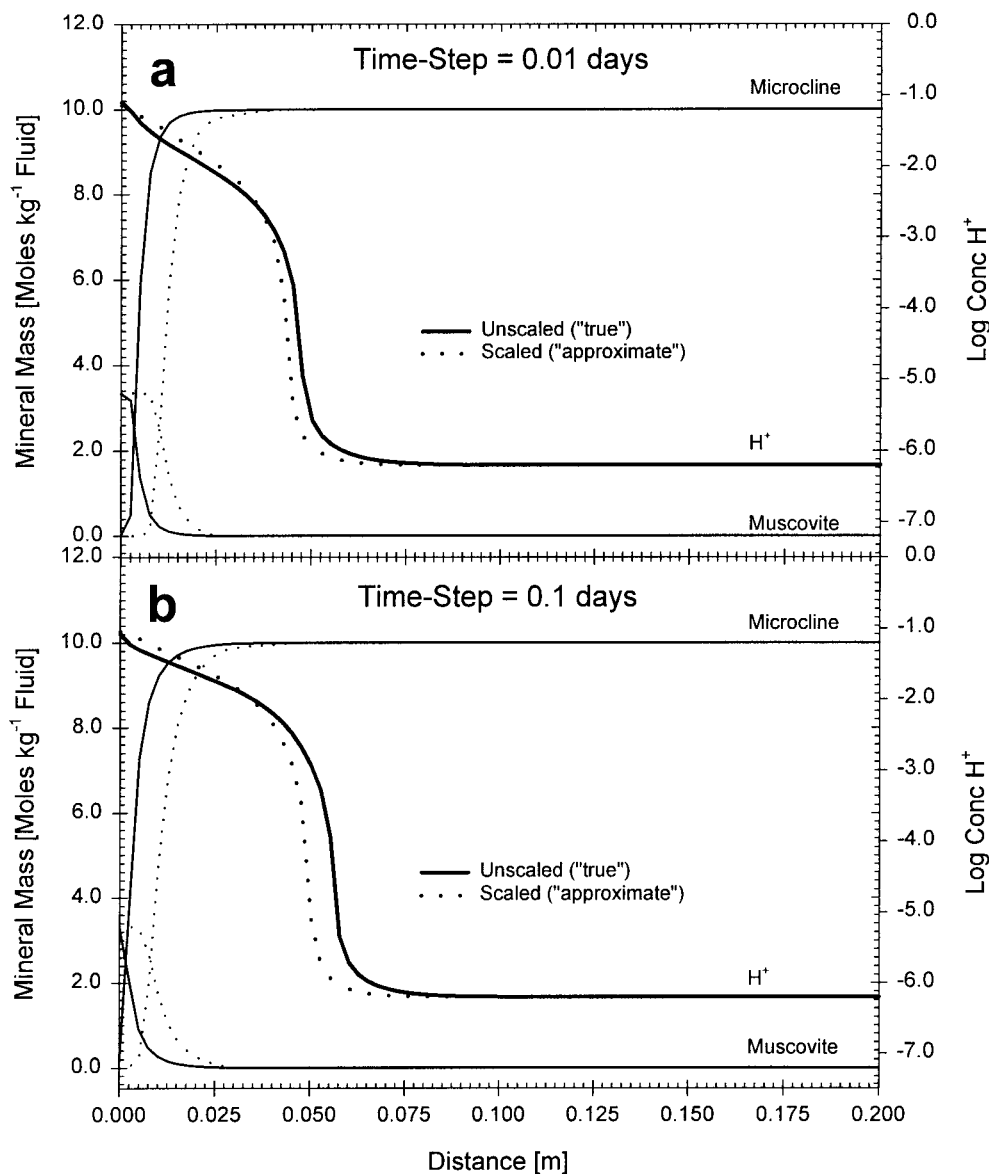 a
Time-Step = 0.01 days
12.0
10.0
8.0
6.0
4.0
2.0
0.0
Mineral Mass [Moles kg⁻¹ Fluid]
0.0
-1.0
-2.0
-3.0
-4.0
-5.0
-6.0
-7.0
Log Conc H⁺
Microcline
Unscaled ("true")
Scaled ("approximate")
H⁺
Muscovite
b
Time-Step = 0.1 days
12.0
10.0
8.0
6.0
4.0
2.0
0.0
Mineral Mass [Moles kg⁻¹ Fluid]
0.0
-1.0
-2.0
-3.0
-4.0
-5.0
-6.0
-7.0
Log Conc H⁺
Microcline
Unscaled ("true")
Scaled ("approximate")
H⁺
Muscovite
0.000 0.025 0.050 0.075 0.100 0.125 0.150 0.175 0.200
Distance [m]